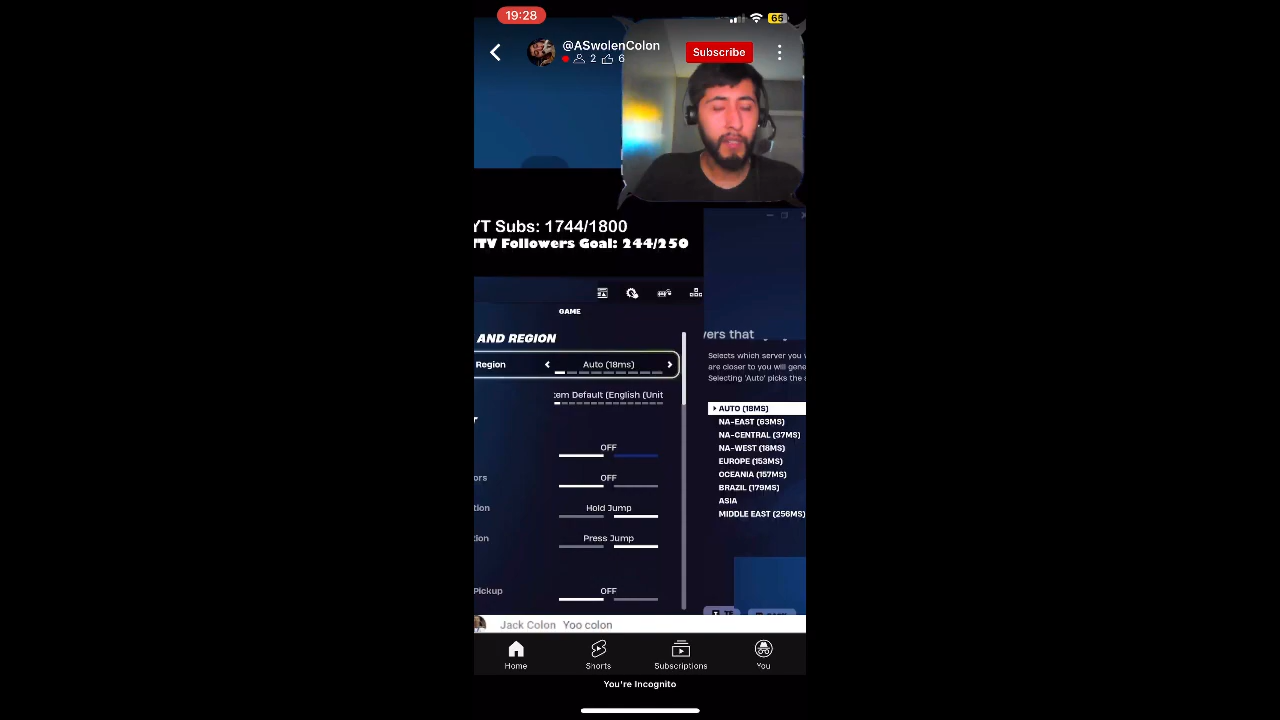 19:28
65
@ASwolenColon
2 6
Subscribe
YT Subs: 1744/1800
TTV Followers Goal: 244/250
GAME
AND REGION
Region
Auto (18ms)
tem Default (English (Unit
OFF
ors
OFF
tion
Hold Jump
tion
Press Jump
Pickup
OFF
vers that
Selects which server you
are closer to you will gene
Selecting 'Auto' picks the s
AUTO (18MS)
NA-EAST (63MS)
NA-CENTRAL (37MS)
NA-WEST (18MS)
EUROPE (153MS)
OCEANIA (157MS)
BRAZIL (179MS)
ASIA
MIDDLE EAST (256MS)
Jack Colon Yoo colon
Home
Shorts
Subscriptions
You
You're Incognito